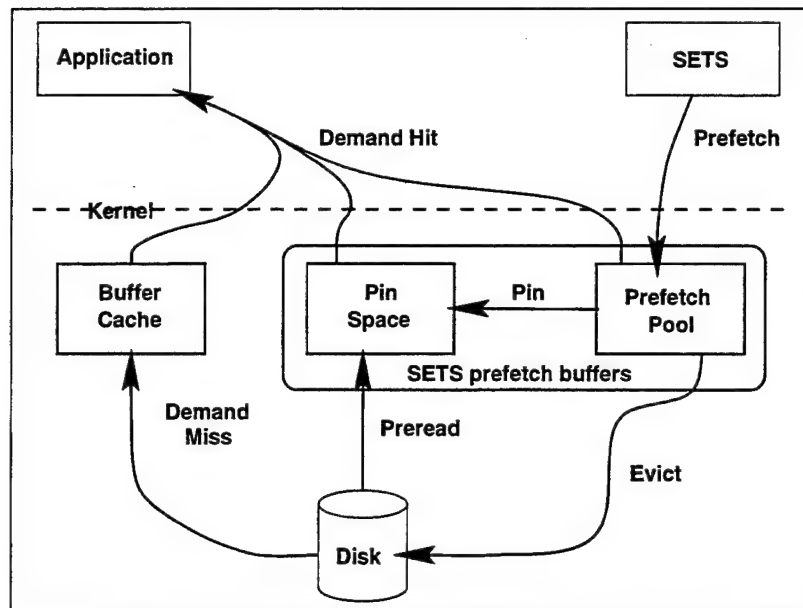 Application
SETS
Demand Hit
Prefetch
Kernel
Buffer
Cache
Pin
Space
Pin
Prefetch
Pool
SETS prefetch buffers
Demand
Miss
Preread
Evict
Disk